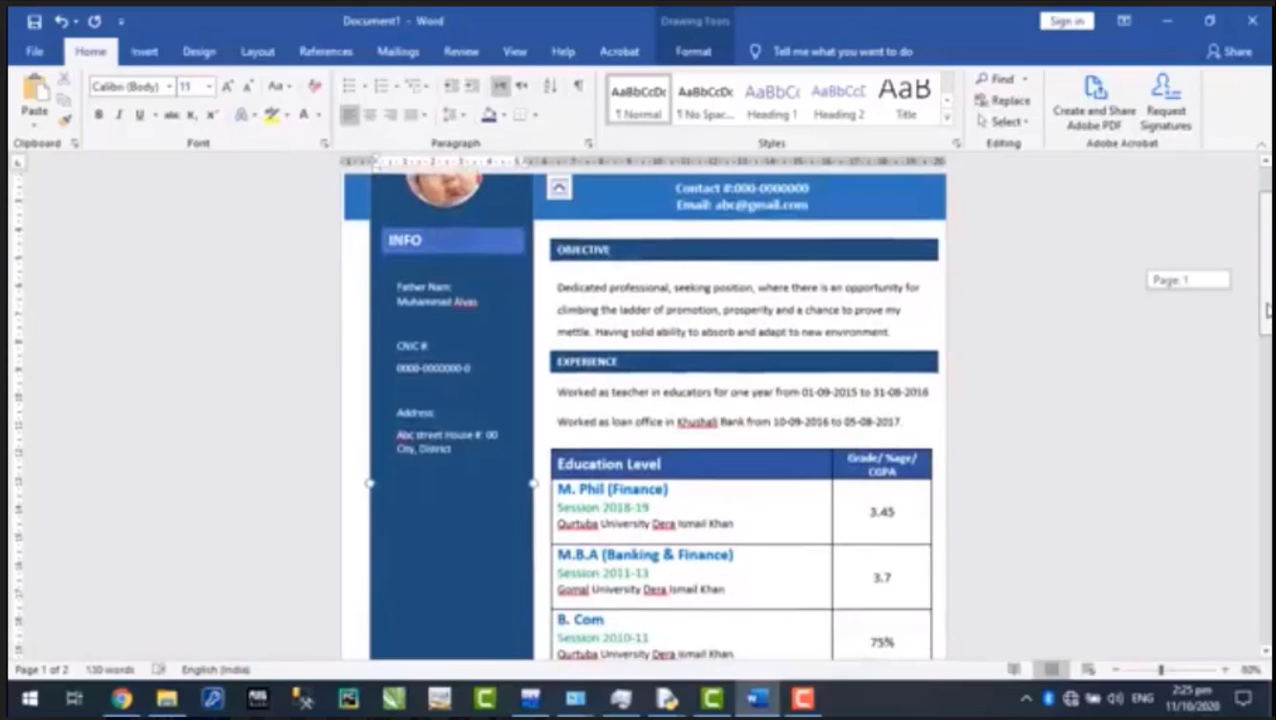 Document1 - Word
Drawing Tools
Sign in
File
Home
Insert
Design
Layout
References
Mailings
Review
View
Help
Acrobat
Format
Tell me what you want to do
Share
Paste
Calibri (Body)
11
Aa
B
I
U
abc
AaBbCcDc
AaBbCcDc
AaBbCc
AaBbCcD
AaB
¶ Normal
¶ No Spac...
Heading 1
Heading 2
Title
Find
Replace
Select
Create and Share
Adobe PDF
Request
Signatures
Clipboard
Font
Paragraph
Styles
Editing
Adobe Acrobat
Contact #:000-0000000
Email: abc@gmail.com
INFO
Father Nam:
Muhammad Aivas
CNIC #:
0000-0000000-0
Address:
Abc street House #: 00
City, District
OBJECTIVE
Dedicated professional, seeking position, where there is an opportunity for
climbing the ladder of promotion, prosperity and a chance to prove my
mettle. Having solid ability to absorb and adapt to new environment.
EXPERIENCE
Worked as teacher in educators for one year from 01-09-2015 to 31-08-2016
Worked as loan office in Khushali Bank from 10-09-2016 to 05-08-2017.
Education Level
Grade/ %age/
CGPA
M. Phil (Finance)
Session 2018-19
Qurtuba University Dera Ismail Khan
3.45
M.B.A (Banking & Finance)
Session 2011-13
Gomal University Dera Ismail Khan
3.7
B. Com
Session 2010-11
Qurtuba University Dera Ismail Khan
75%
Page: 1
Page 1 of 2
130 words
English (India)
80%
ENG
2:25 pm
11/10/2020